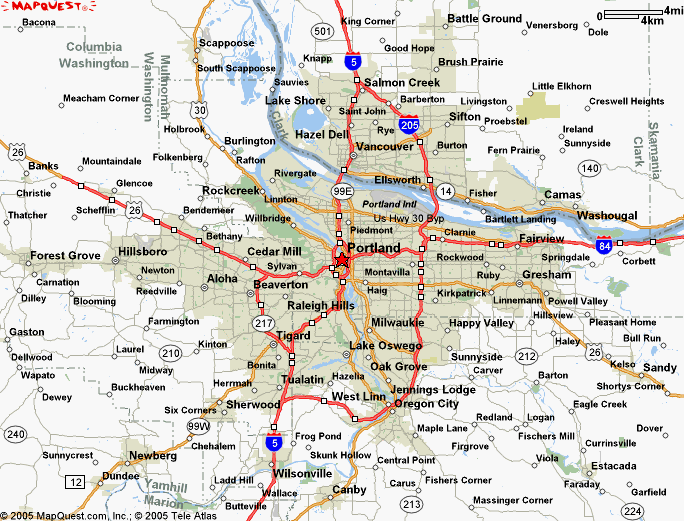 MAPQUEST®
Bacona
King Corner
Battle Ground
Venersborg
Dole
0 4mi
4km
501
Columbia
Washington
Scappoose
Good Hope
South Scappoose
Knapp
5
Brush Prairie
Multnomah
Washington
Sauvies
Salmon Creek
Little Elkhorn
Meacham Corner
Lake Shore
Barberton
Livingston
Creswell Heights
30
Clark
Saint John
Sifton
Holbrook
Hazel Dell
Rye
205
Proebstel
Ireland
Skamania
Clark
26
Burlington
Vancouver
Burton
Sunnyside
Banks
Mountaindale
Folkenberg
Rafton
Fern Prairie
140
Christie
Glencoe
Rivergate
Ellsworth
Rockcreek
99E
14
Fisher
Camas
Thatcher
Schefflin
26
Bendemeer
Linnton
Portland Intl
Washougal
Willbridge
Us Hwy 30 Byp
Bartlett Landing
Bethany
Piedmont
Clarnie
Fairview
84
Forest Grove
Hillsboro
Cedar Mill
Portland
Springdale
Corbett
Newton
Sylvan
Montavilla
Rockwood
Ruby
Carnation
Aloha
Gresham
Dilley
Blooming
Reedville
Beaverton
Haig
Kirkpatrick
Linnemann
Powell Valley
Raleigh Hills
Hillsview
Farmington
217
Milwaukie
Happy Valley
Pleasant Home
Gaston
Tigard
Haley
Bull Run
Dellwood
Laurel
210
Kinton
Lake Oswego
Sunnyside
212
26
Kelso
Sandy
Wapato
Midway
Bonita
Oak Grove
Carver
Barton
Shortys Corner
Dewey
Buckheaven
Herrmah
Tualatin
Hazelia
Jennings Lodge
Six Corners
Sherwood
West Linn
Oregon City
Eagle Creek
240
99W
Redland
Logan
Dover
Chehalem
5
Frog Pond
Maple Lane
Fischers Mill
Currinsville
Sunnycrest
Newberg
Skunk Hollow
Firgrove
Viola
Estacada
12
Dundee
Wilsonville
Central Point
Yamhill
Marion
Ladd Hill
Wallace
Canby
Carus
Fishers Corner
Faraday
Garfield
Butteville
213
Massinger Corner
211
224
© 2005 MapQuest.com, Inc.; © 2005 Tele Atlas